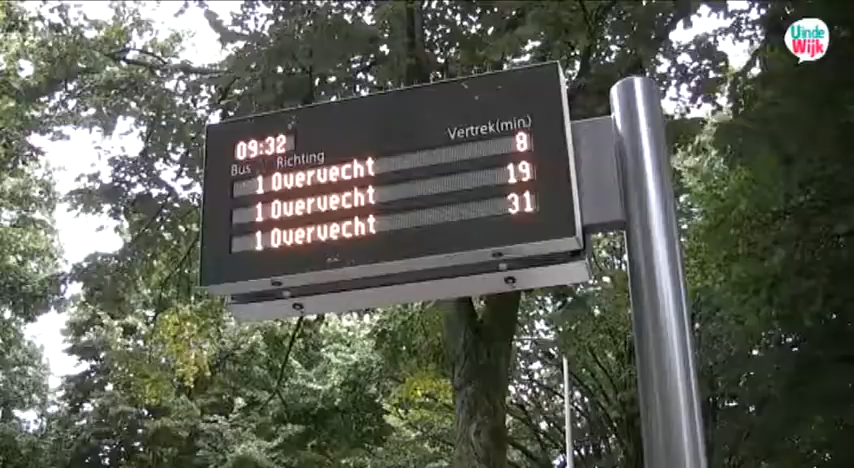 Uinde
Wijk
09:32
Bus Richting Vertrek(min)
1 Overvecht 8
1 Overvecht 19
1 Overvecht 31